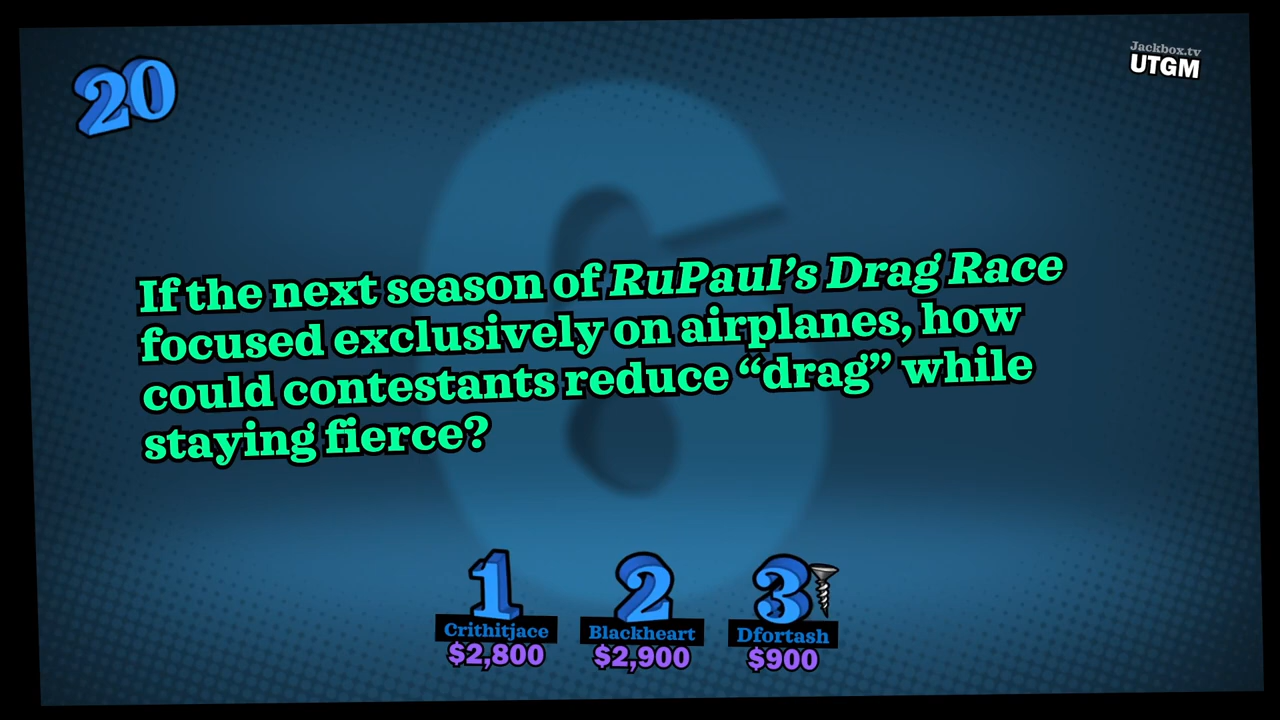 20
Jackbox.tv
UTGM
If the next season of RuPaul's Drag Race
focused exclusively on airplanes, how
could contestants reduce “drag” while
staying fierce?
6
1
2
3
Crithitjace
Blackheart
Dfortash
$2,800
$2,900
$900